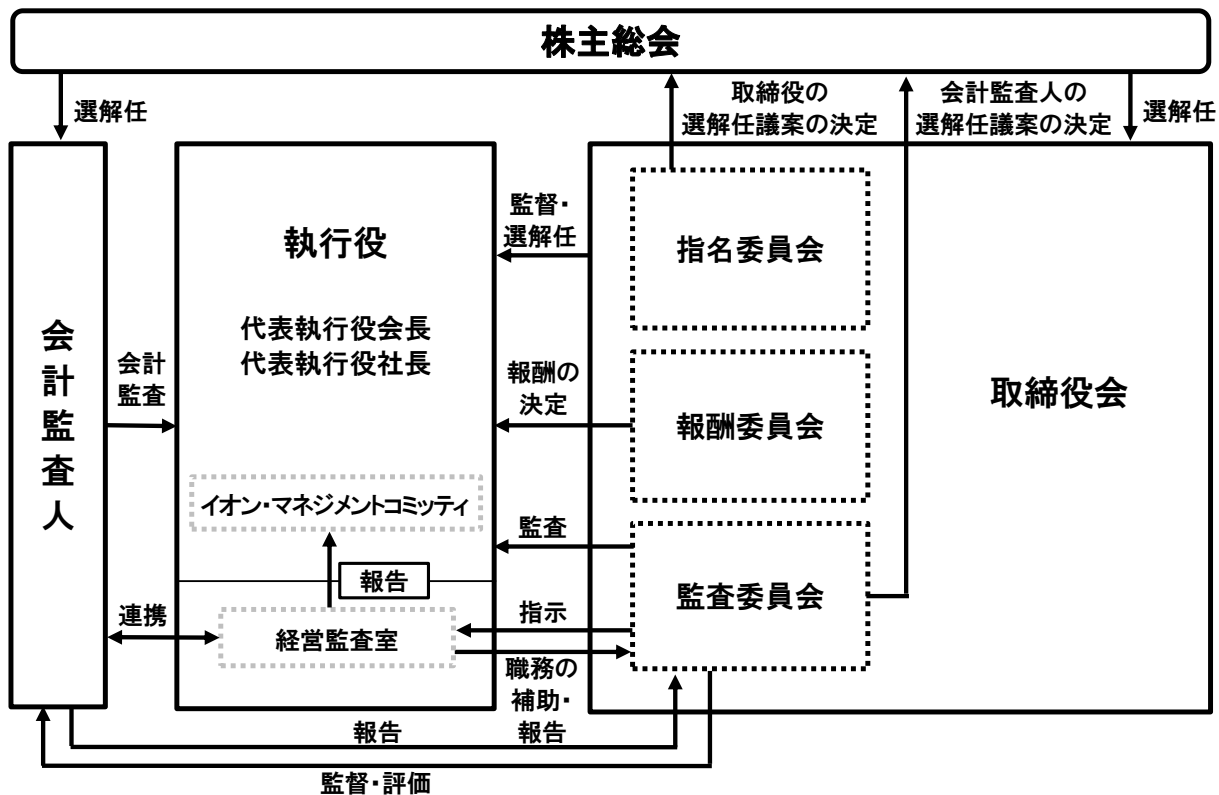 株主総会
選解任
取締役の
選解任議案の決定
会計監査人の
選解任議案の決定
選解任
会計監査人
会計
監査
執行役
代表執行役会長
代表執行役社長
監督・
選解任
指名委員会
報酬の
決定
報酬委員会
取締役会
イオン・マネジメントコミッティ
監査
報告
監査委員会
連携
経営監査室
指示
職務の
補助・
報告
報告
監督・評価